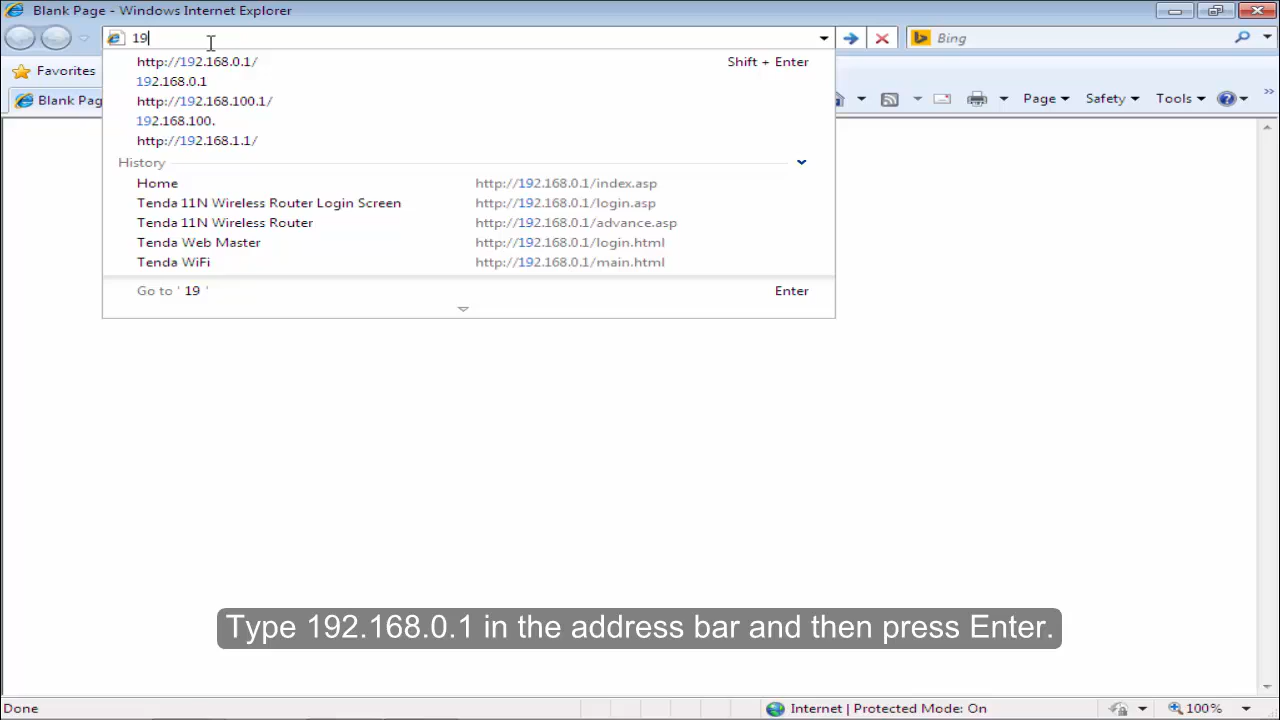 Blank Page - Windows Internet Explorer
19
Bing
http://192.168.0.1/ Shift + Enter
192.168.0.1
http://192.168.100.1/
192.168.100.
http://192.168.1.1/
Favorites
Blank Pag
Page Safety Tools
History
Home http://192.168.0.1/index.asp
Tenda 11N Wireless Router Login Screen http://192.168.0.1/login.asp
Tenda 11N Wireless Router http://192.168.0.1/advance.asp
Tenda Web Master http://192.168.0.1/login.html
Tenda WiFi http://192.168.0.1/main.html
Go to ' 19 ' Enter
Type 192.168.0.1 in the address bar and then press Enter.
Done Internet | Protected Mode: On 100%